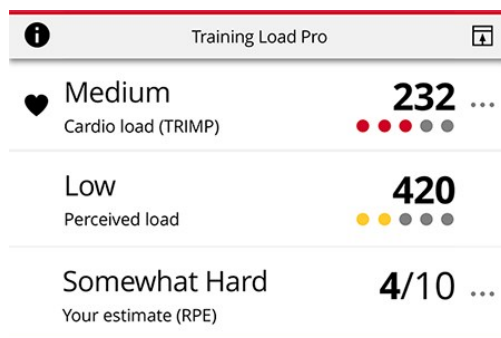 Training Load Pro
Medium 232
Cardio load (TRIMP)
Low 420
Perceived load
Somewhat Hard 4/10
Your estimate (RPE)